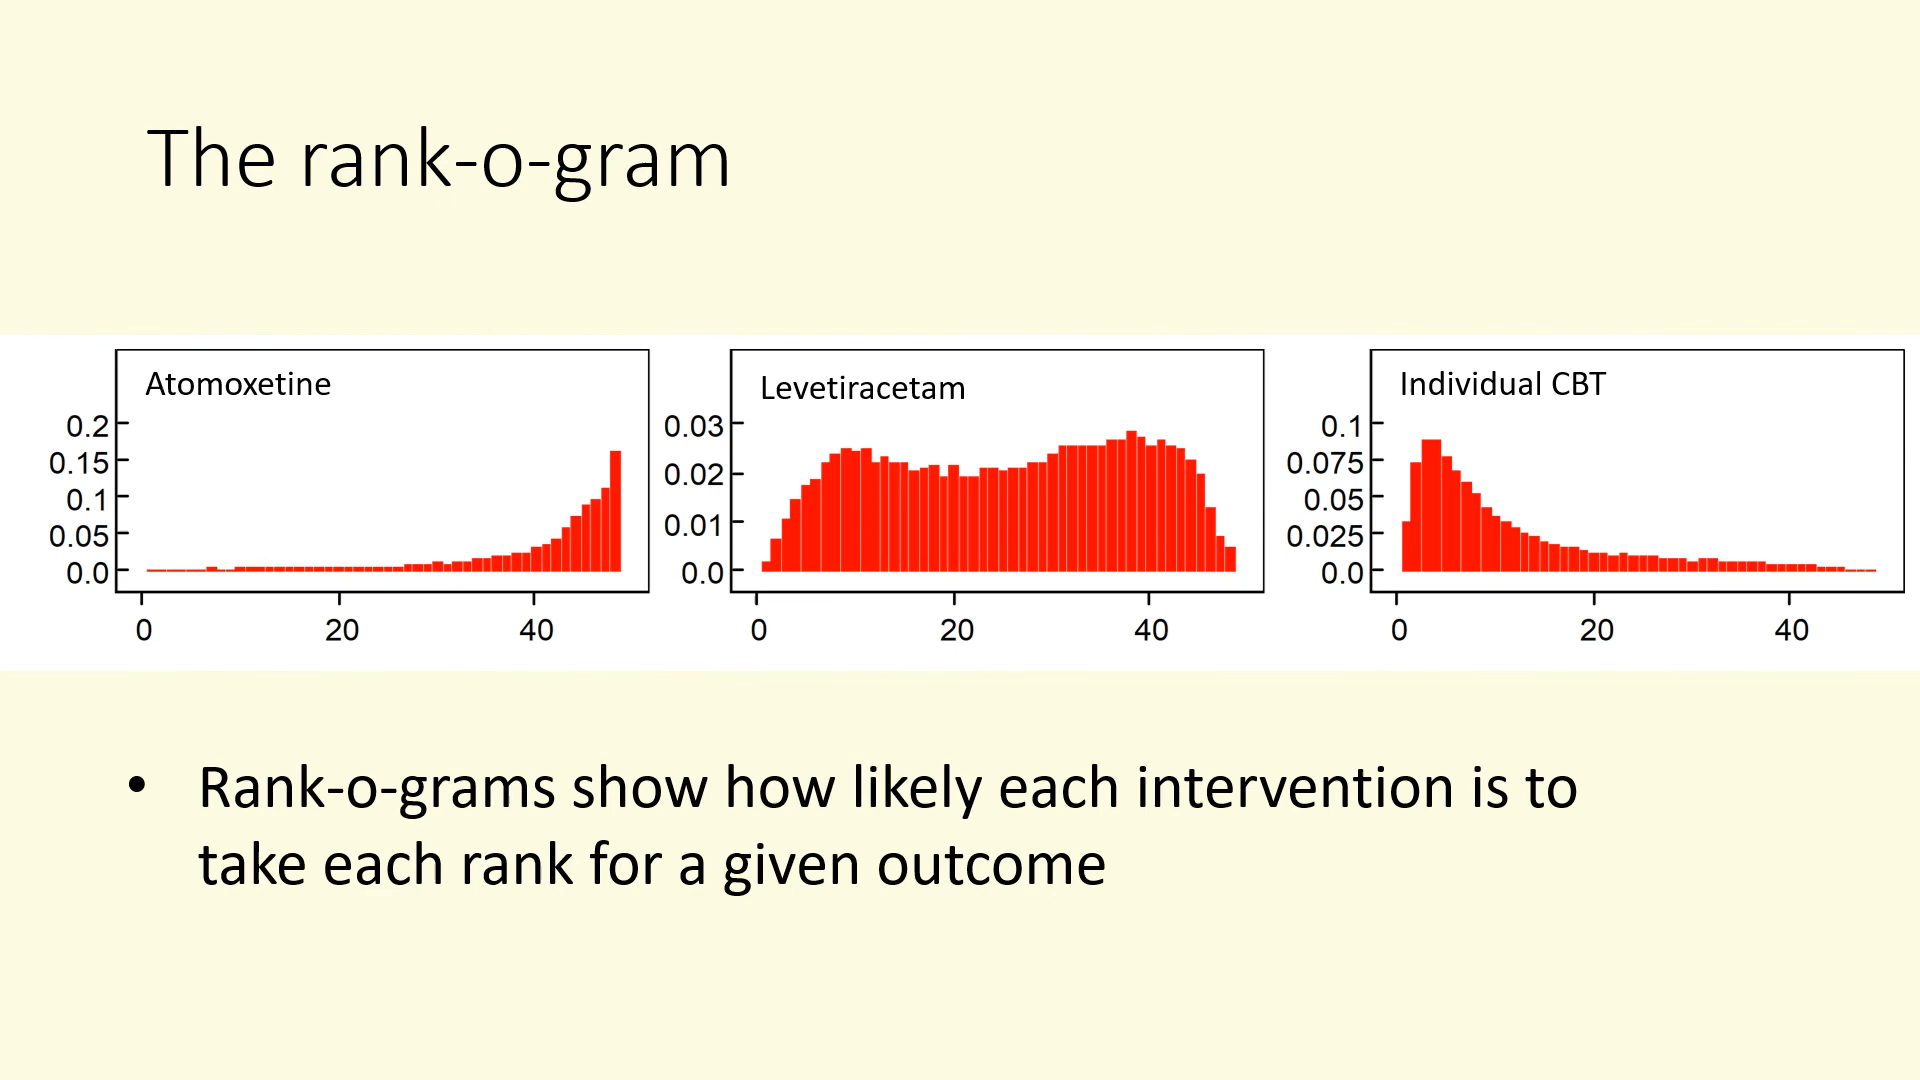 The rank-o-gram
Atomoxetine
0.2
0.15
0.1
0.05
0.0
0 20 40
Levetiracetam
0.03
0.02
0.01
0.0
0 20 40
Individual CBT
0.1
0.075
0.05
0.025
0.0
0 20 40
• Rank-o-grams show how likely each intervention is to
take each rank for a given outcome